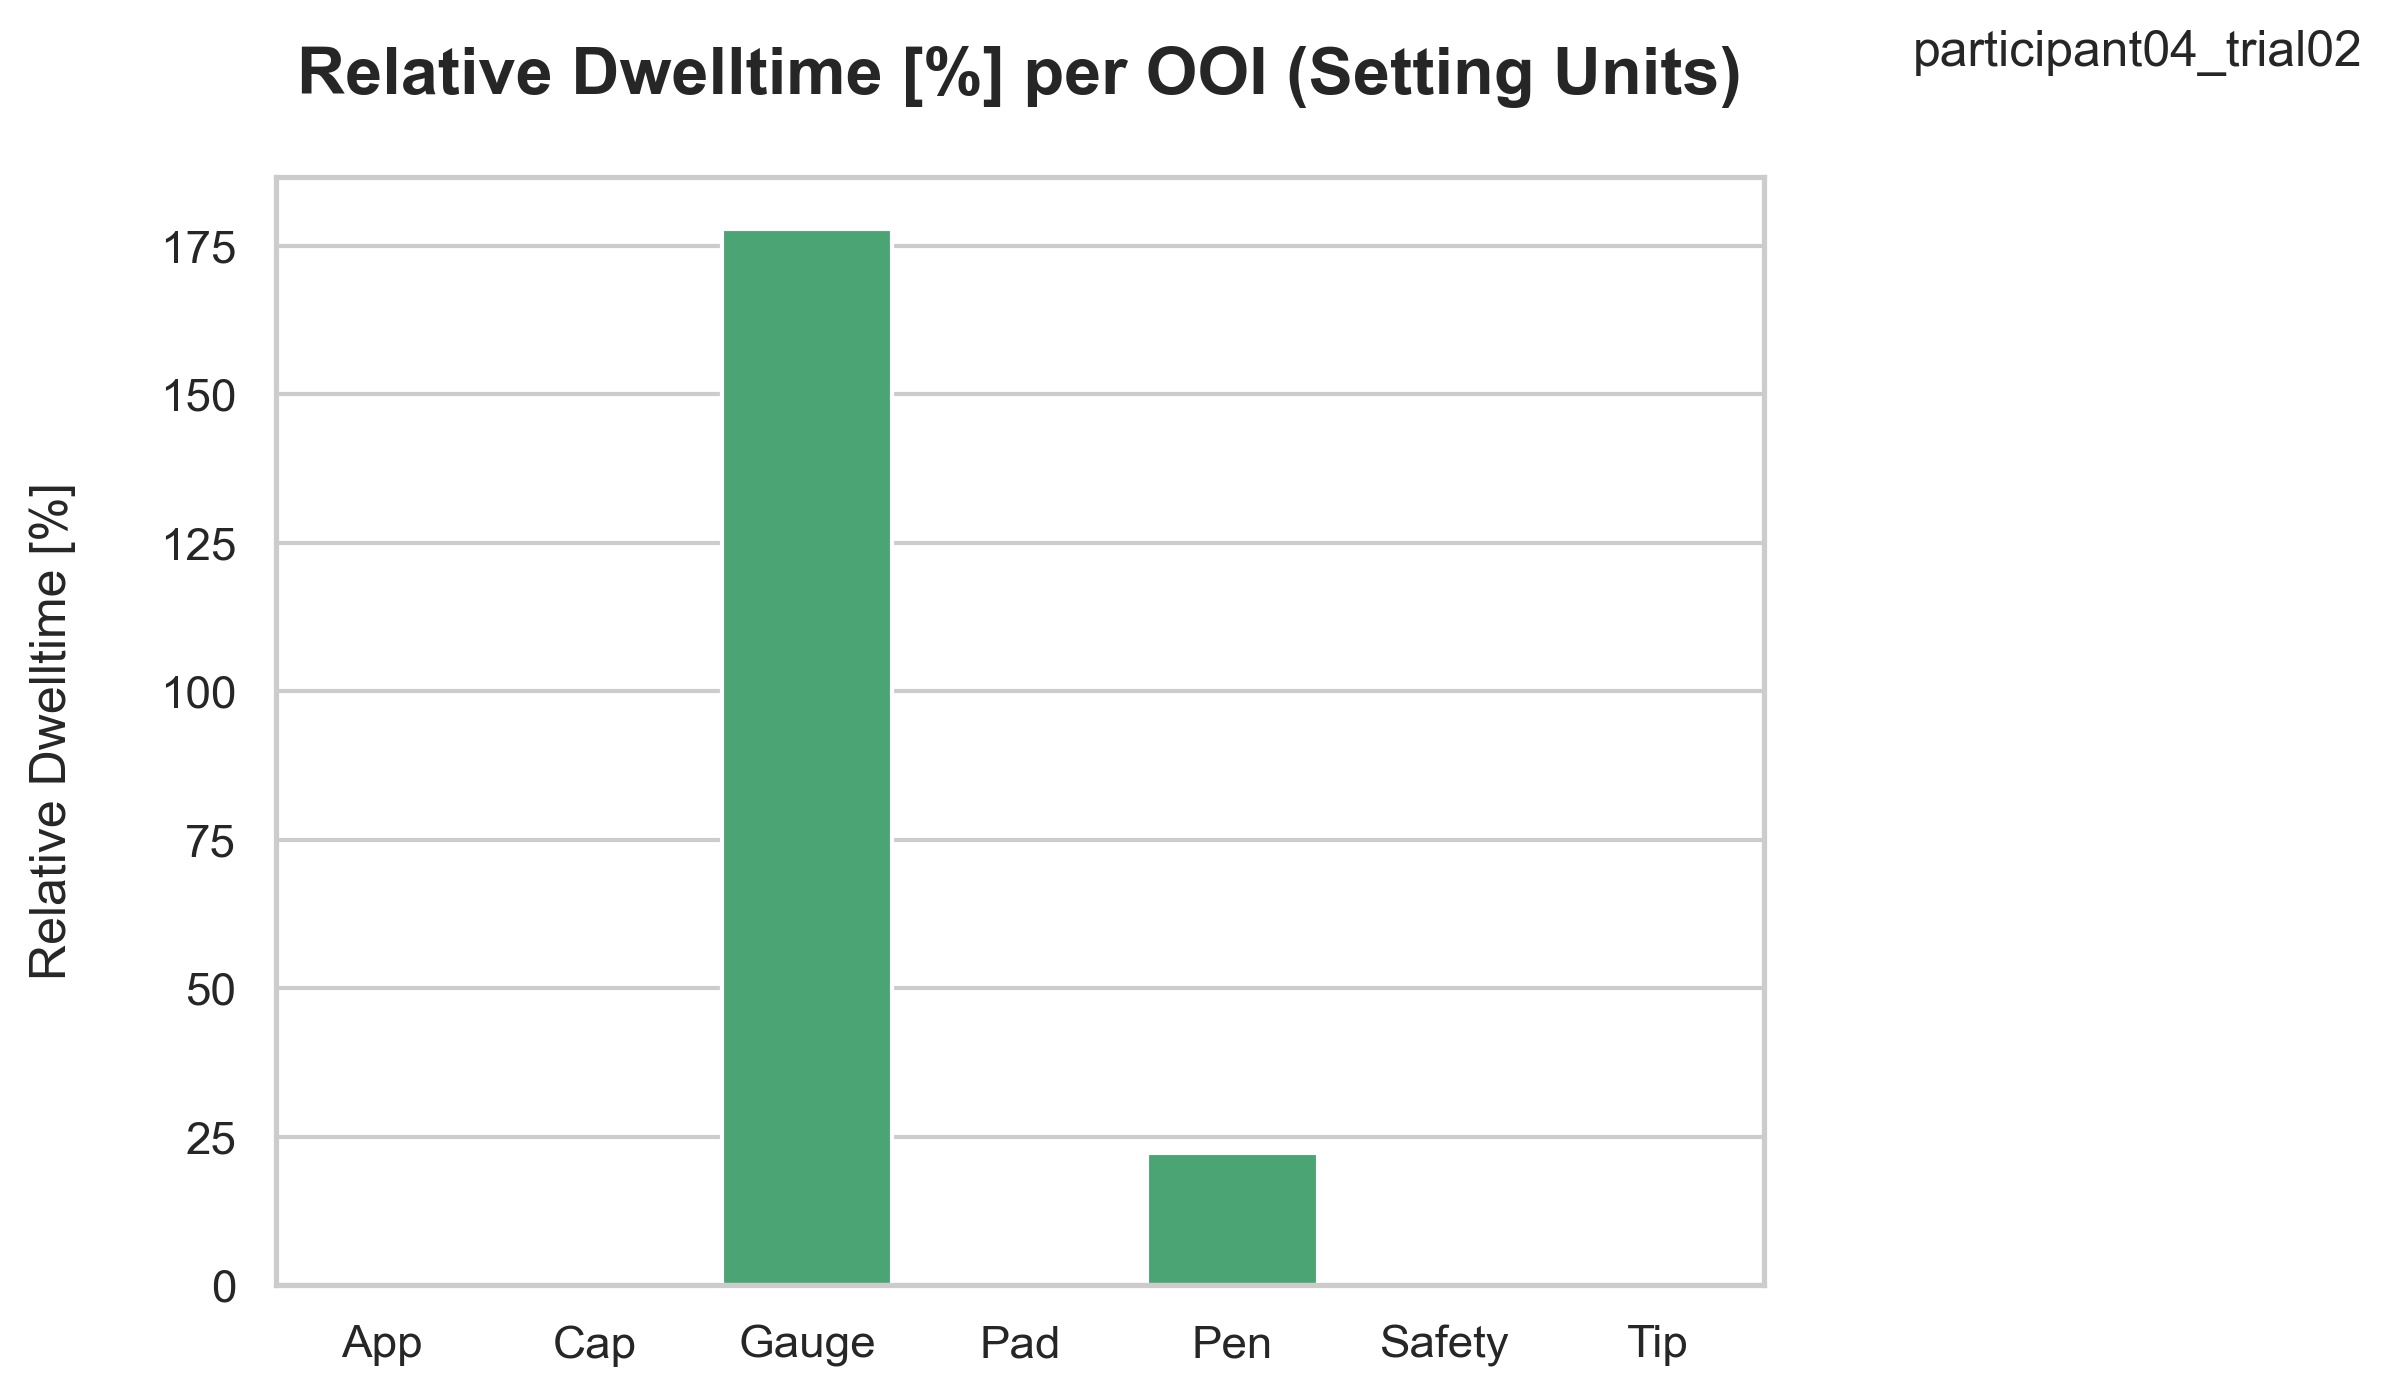 participant04_trial02
Relative Dwelltime [%] per OOI (Setting Units)
Relative Dwelltime [%]
175
150
125
100
75
50
25
0
App Cap Gauge Pad Pen Safety Tip